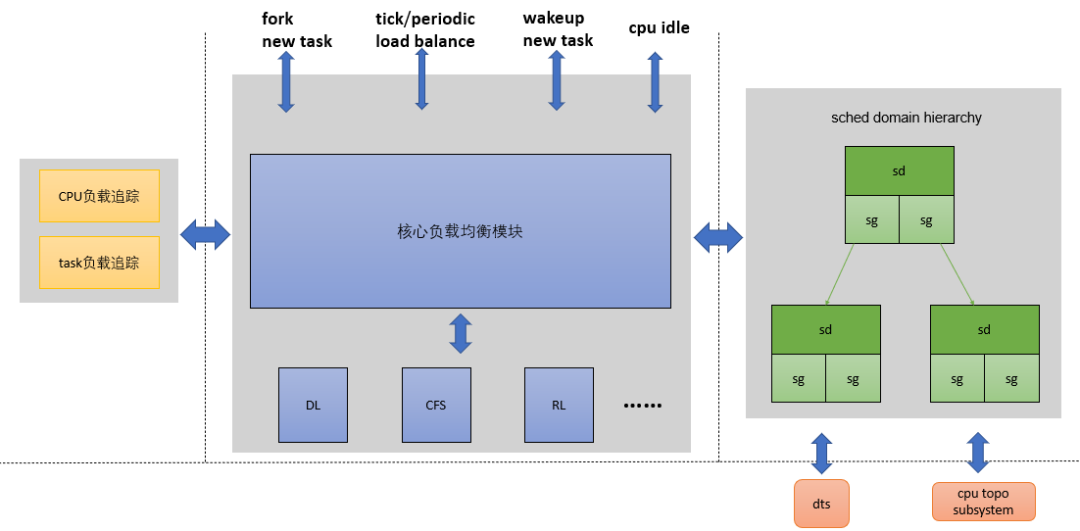 fork
new task
tick/periodic
load balance
wakeup
new task
cpu idle
CPU负载追踪
task负载追踪
核心负载均衡模块
DL
CFS
RL
......
sched domain hierarchy
sd
sg
sg
sd
sg
sg
sd
sg
sg
dts
cpu topo
subsystem